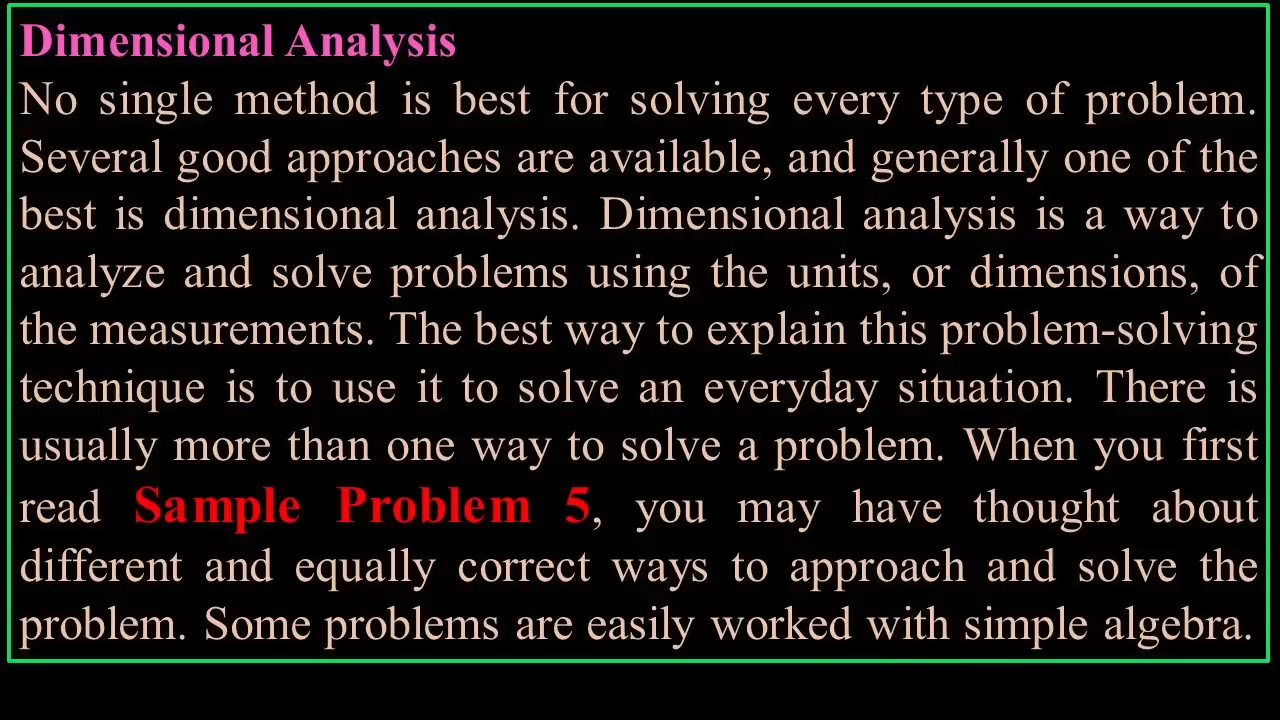 Dimensional Analysis
No single method is best for solving every type of problem.
Several good approaches are available, and generally one of the
best is dimensional analysis. Dimensional analysis is a way to
analyze and solve problems using the units, or dimensions, of
the measurements. The best way to explain this problem-solving
technique is to use it to solve an everyday situation. There is
usually more than one way to solve a problem. When you first
read Sample Problem 5, you may have thought about
different and equally correct ways to approach and solve the
problem. Some problems are easily worked with simple algebra.